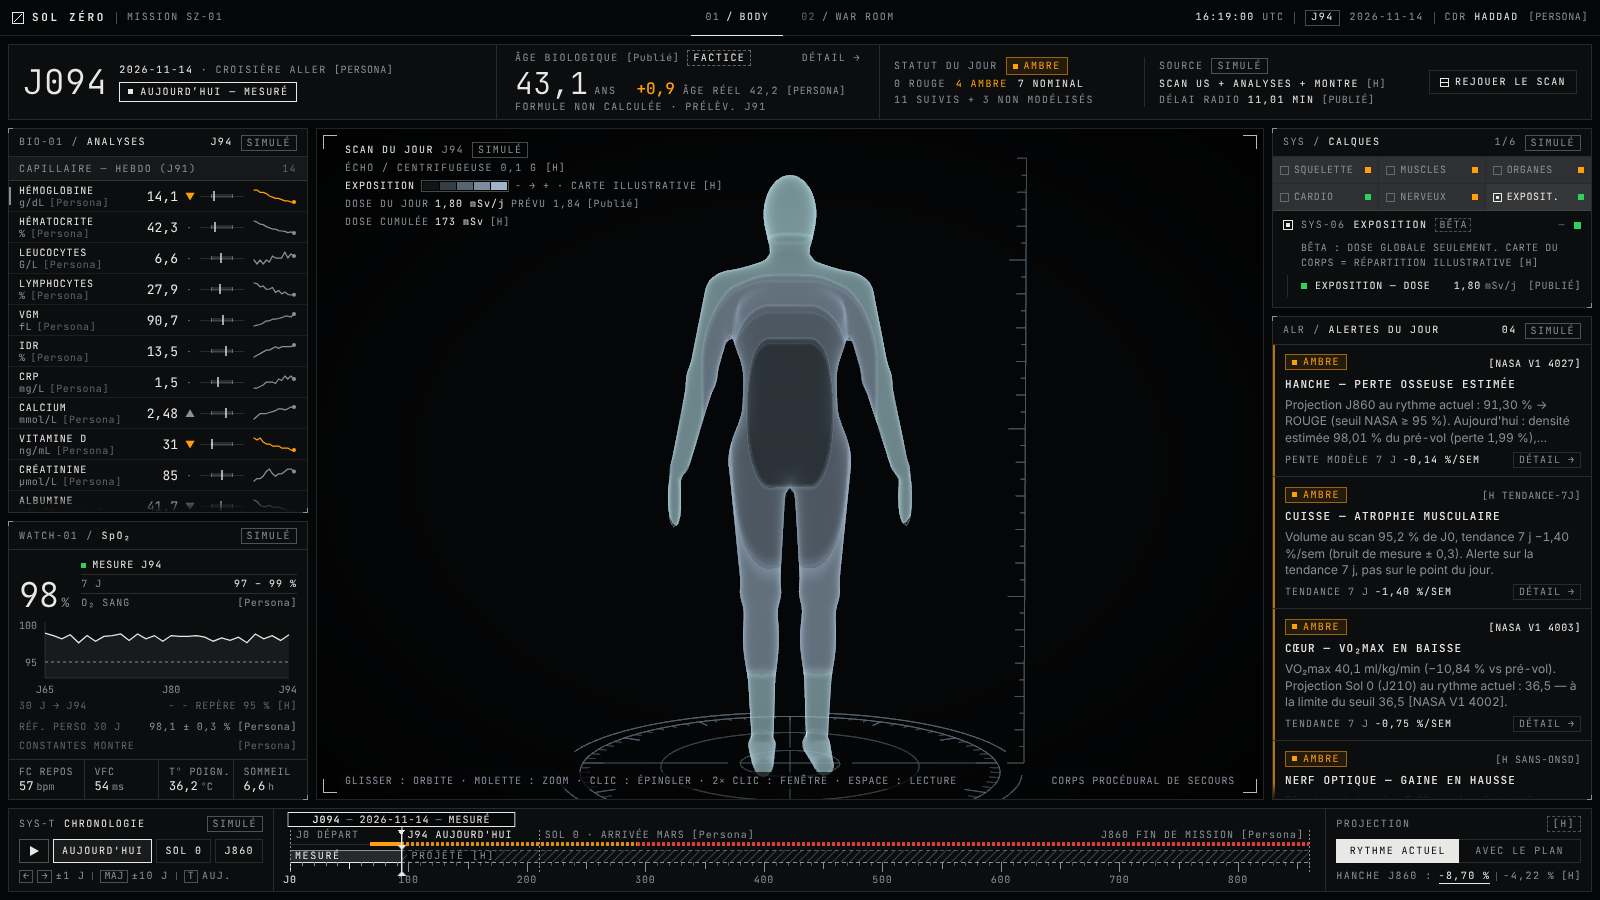 SOL ZÉRO | MISSION SZ-01
01 / BODY
02 / WAR ROOM
16:19:00 UTC | J94 2026-11-14 | CDR HADDAD [PERSONA]
J094
2026-11-14 · CROISIÈRE ALLER [PERSONA]
AUJOURD'HUI — MESURÉ
ÂGE BIOLOGIQUE [Publié] FACTICE
DÉTAIL →
43,1 ANS +0,9 ÂGE RÉEL 42,2 [PERSONA]
FORMULE NON CALCULÉE · PRÉLÈV. J91
STATUT DU JOUR AMBRE
0 ROUGE 4 AMBRE 7 NOMINAL
11 SUIVIS + 3 NON MODÉLISÉS
SOURCE SIMULÉ
SCAN US + ANALYSES + MONTRE [H]
DÉLAI RADIO 11,01 MIN [PUBLIÉ]
REJOUER LE SCAN
BIO-01 / ANALYSES J94 SIMULÉ
CAPILLAIRE — HEBDO (J91) 14
HÉMOGLOBINE
g/dL 14,1
HÉMATOCRITE
% [Persona] 42,3
LEUCOCYTES
G/L [Persona] 6,6
LYMPHOCYTES
% [Persona] 27,9
VGM
fL [Persona] 90,7
IDR
% [Persona] 13,5
CRP
mg/L [Persona] 1,5
CALCIUM
mmol/L [Persona] 2,48
VITAMINE D
ng/mL [Persona] 31
CRÉATININE
µmol/L [Persona] 85
ALBUMINE
41,7
WATCH-01 / SpO₂ SIMULÉ
98 %
MESURE J94
7 J 97 – 99 %
O₂ SANG [Persona]
100
95
J65 J80 J94
30 J → J94 - - REPÈRE 95 % [H]
RÉF. PERSO 30 J 98,1 ± 0,3 % [Persona]
CONSTANTES MONTRE [Persona]
FC REPOS VFC T° POIGN. SOMMEIL
57 bpm 54 ms 36,2 °C 6,6 h
SCAN DU JOUR J94 SIMULÉ
ÉCHO / CENTRIFUGEUSE 0,1 G [H]
EXPOSITION - → + · CARTE ILLUSTRATIVE [H]
DOSE DU JOUR 1,80 mSv/j PRÉVU 1,84 [Publié]
DOSE CUMULÉE 173 mSv [H]
GLISSER : ORBITE · MOLETTE : ZOOM · CLIC : ÉPINGLER · 2× CLIC : FENÊTRE · ESPACE : LECTURE
CORPS PROCÉDURAL DE SECOURS
SYS / CALQUES 1/6 SIMULÉ
SQUELETTE MUSCLES ORGANES
CARDIO NERVEUX EXPOSIT.
SYS-06 EXPOSITION BÊTA —
BÊTA : DOSE GLOBALE SEULEMENT. CARTE DU
CORPS = RÉPARTITION ILLUSTRATIVE [H]
EXPOSITION — DOSE 1,80 mSv/j [PUBLIÉ]
ALR / ALERTES DU JOUR 04 SIMULÉ
AMBRE [NASA V1 4027]
HANCHE — PERTE OSSEUSE ESTIMÉE
Projection J860 au rythme actuel : 91,30 % →
ROUGE (seuil NASA ≥ 95 %). Aujourd'hui : densité
estimée 98,01 % du pré-vol (perte 1,99 %),...
PENTE MODÈLE 7 J -0,14 %/SEM DÉTAIL →
AMBRE [H TENDANCE-7J]
CUISSE — ATROPHIE MUSCULAIRE
Volume au scan 95,2 % de J0, tendance 7 j −1,40
%/sem (bruit de mesure ± 0,3). Alerte sur la
tendance 7 j, pas sur le point du jour.
TENDANCE 7 J -1,40 %/SEM DÉTAIL →
AMBRE [NASA V1 4003]
CŒUR — VO₂MAX EN BAISSE
VO₂max 40,1 ml/kg/min (−10,84 % vs pré-vol).
Projection Sol 0 (J210) au rythme actuel : 36,5 — à
la limite du seuil 36,5 [NASA V1 4002].
TENDANCE 7 J -0,75 %/SEM DÉTAIL →
AMBRE [H SANS-ONSD]
NERF OPTIQUE — GAINE EN HAUSSE
SYS-T CHRONOLOGIE SIMULÉ
AUJOURD'HUI SOL 0 J860
← → ±1 J | MAJ ±10 J | T AUJ.
J094 — 2026-11-14 — MESURÉ
J0 DÉPART J94 AUJOURD'HUI SOL 0 · ARRIVÉE MARS [Persona] J860 FIN DE MISSION [Persona]
MESURÉ PROJETÉ [H]
J0 100 200 300 400 500 600 700 800
PROJECTION [H]
RYTHME ACTUEL AVEC LE PLAN
HANCHE J860 : -8,70 % | -4,22 % [H]